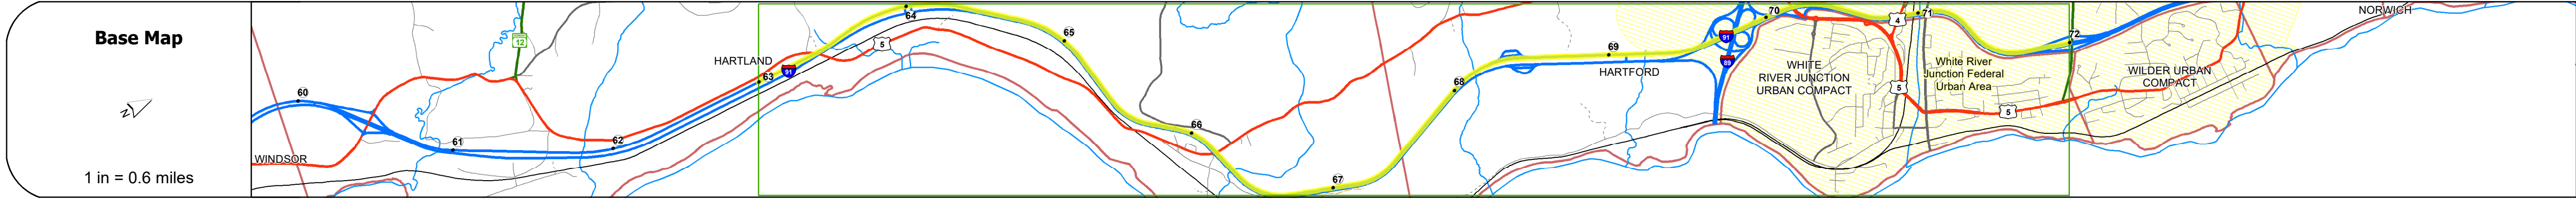 Base Map
1 in = 0.6 miles
WINDSOR
60
61
12
62
HARTLAND
63
91
5
64
65
66
67
68
69
HARTFORD
91
89
70
WHITE
RIVER JUNCTION
URBAN COMPACT
4
5
71
White River
Junction Federal
Urban Area
5
72
WILDER URBAN
COMPACT
NORWICH